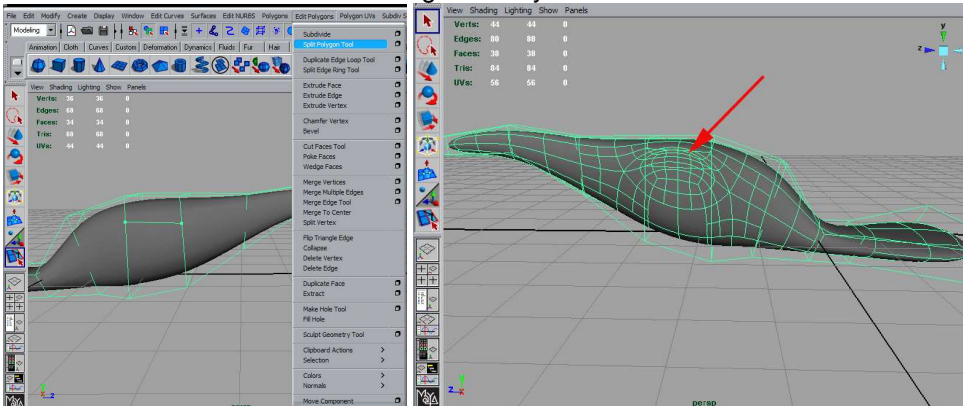 File Edit Modify Create Display Window Edit Curves Surfaces Edit NURBS Polygons Edit Polygons Polygon UVs Subdiv S
Modeling
Animation Cloth Curves Custom Deformation Dynamics Fluids Fur Hair
View Shading Lighting Show Panels
Verts: 36 36 0
Edges: 68 68 0
Faces: 34 34 0
Tris: 68 68 0
UVs: 44 44 0
Subdivide
Split Polygon Tool
Duplicate Edge Loop Tool
Split Edge Ring Tool
Extrude Face
Extrude Edge
Extrude Vertex
Chamfer Vertex
Bevel
Cut Faces Tool
Poke Faces
Wedge Faces
Merge Vertices
Merge Multiple Edges
Merge Edge Tool
Merge To Center
Split Vertex
Flip Triangle Edge
Collapse
Delete Vertex
Delete Edge
Duplicate Face
Extract
Make Hole Tool
Fill Hole
Sculpt Geometry Tool
Clipboard Actions >
Selection >
Colors >
Normals >
Move Component
y
z x
persp
View Shading Lighting Show Panels
Verts: 44 44 0
Edges: 80 80 0
Faces: 38 38 0
Tris: 84 84 0
UVs: 56 56 0
y
z
y
z x
persp